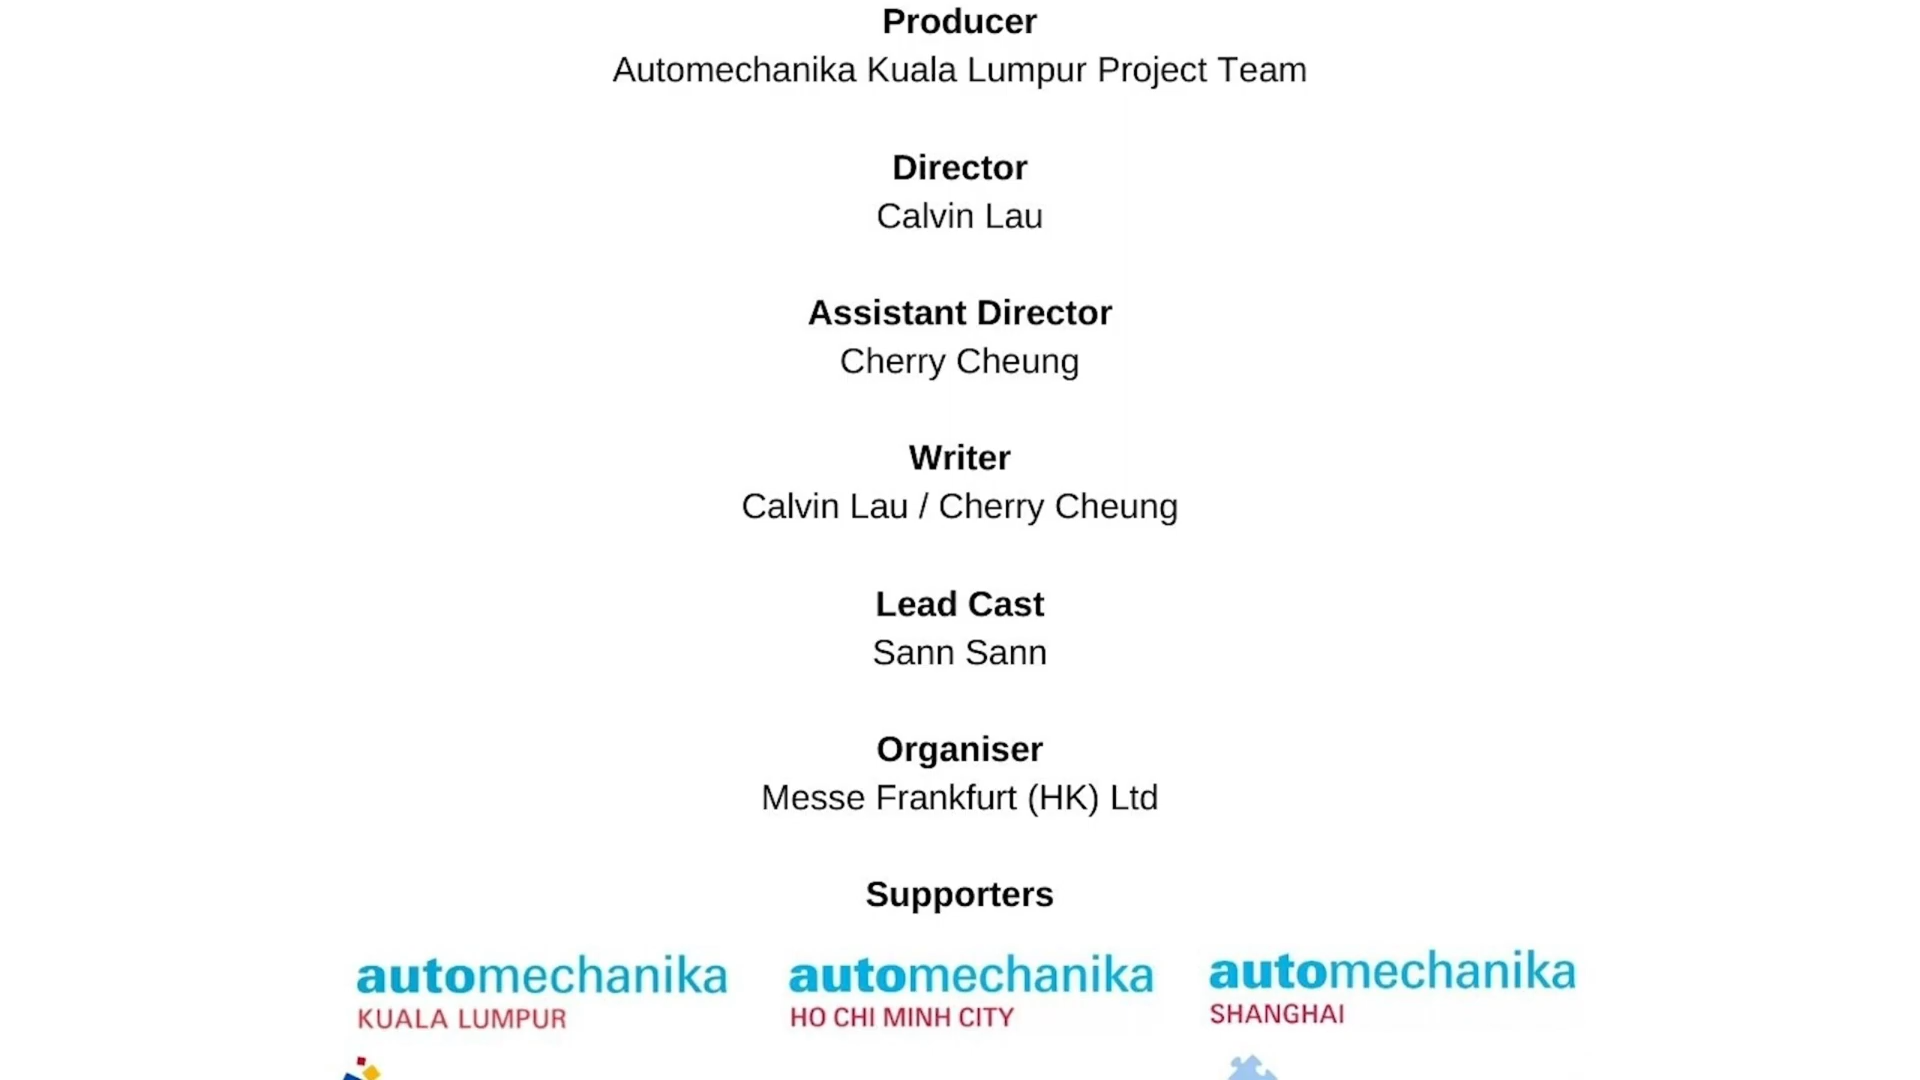 Producer
Automechanika Kuala Lumpur Project Team
Director
Calvin Lau
Assistant Director
Cherry Cheung
Writer
Calvin Lau / Cherry Cheung
Lead Cast
Sann Sann
Organiser
Messe Frankfurt (HK) Ltd
Supporters
automechanika automechanika automechanika
KUALA LUMPUR HO CHI MINH CITY SHANGHAI